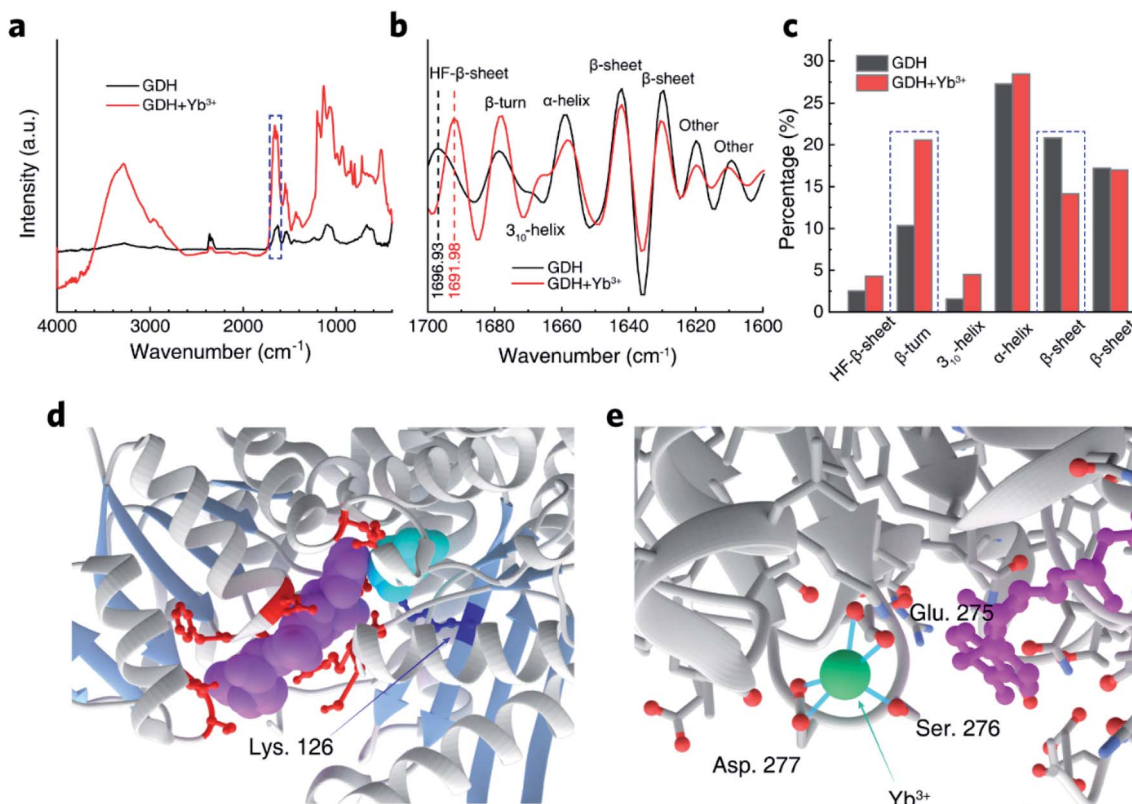 a
GDH
GDH+Yb³⁺
Intensity (a.u.)
4000 3000 2000 1000
Wavenumber (cm⁻¹)
b
HF-β-sheet
β-turn
α-helix
β-sheet
β-sheet
Other
Other
3₁₀-helix
1696.93
1691.98
GDH
GDH+Yb³⁺
1700 1680 1660 1640 1620 1600
Wavenumber (cm⁻¹)
c
GDH
GDH+Yb³⁺
Percentage (%)
30
25
20
15
10
5
0
HF-β-sheet
β-turn
3₁₀-helix
α-helix
β-sheet
β-sheet
d
Lys. 126
e
Glu. 275
Ser. 276
Asp. 277
Yb³⁺